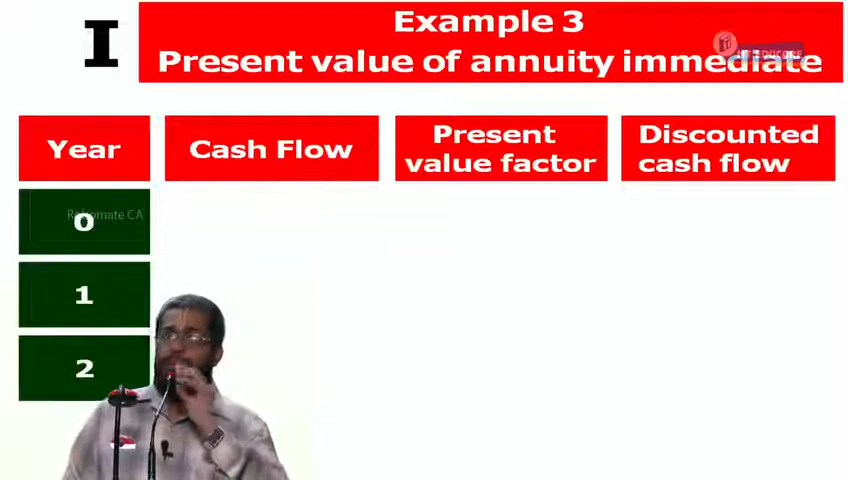 I
Example 3
Present value of annuity immediate
Year
Cash Flow
Present
value factor
Discounted
cash flow
0
1
2